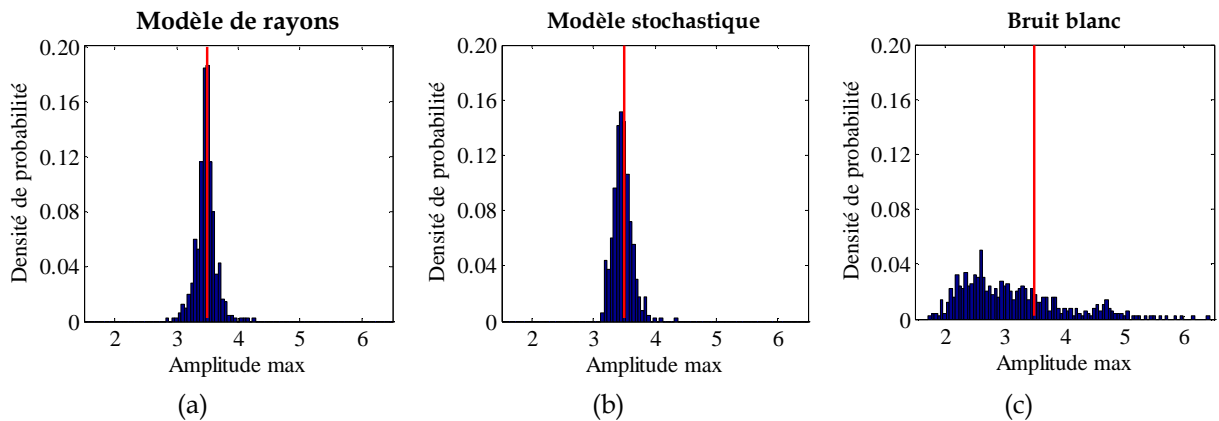 Modèle de rayons
Densité de probabilité
0.20
0.16
0.12
0.08
0.04
0
2 3 4 5 6
Amplitude max
(a)
Modèle stochastique
Densité de probabilité
0.20
0.16
0.12
0.08
0.04
0
2 3 4 5 6
Amplitude max
(b)
Bruit blanc
Densité de probabilité
0.20
0.16
0.12
0.08
0.04
0
2 3 4 5 6
Amplitude max
(c)